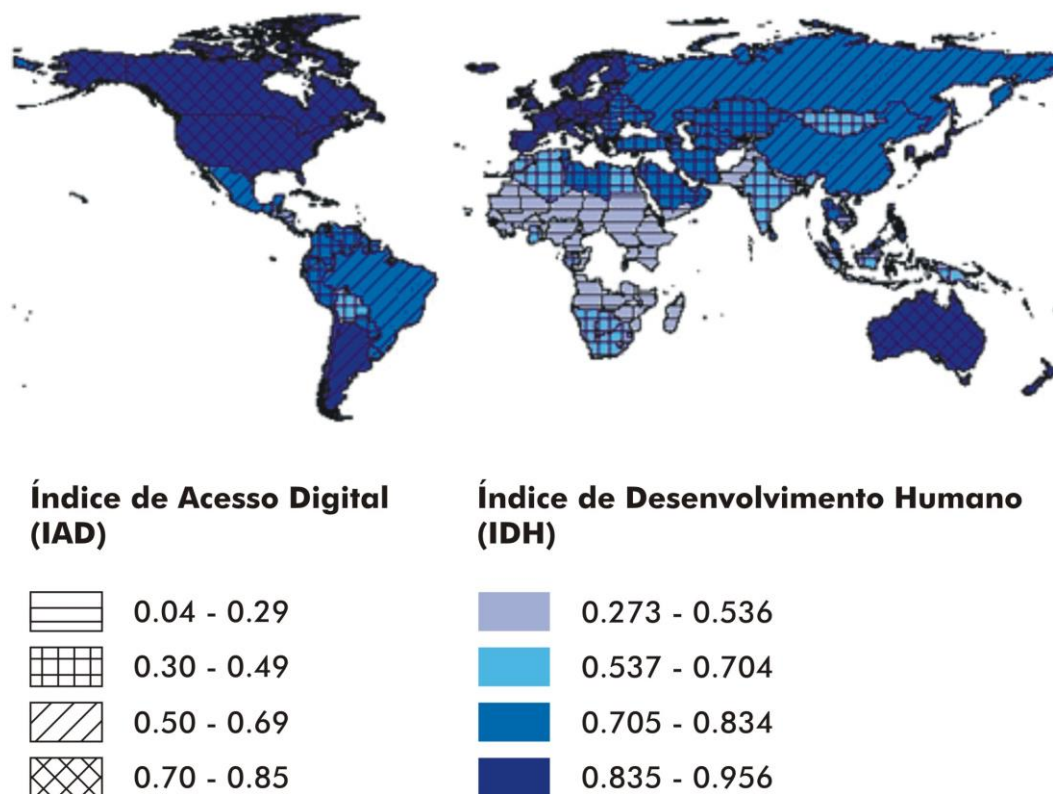 Índice de Acesso Digital
(IAD)
0.04 - 0.29
0.30 - 0.49
0.50 - 0.69
0.70 - 0.85
Índice de Desenvolvimento Humano
(IDH)
0.273 - 0.536
0.537 - 0.704
0.705 - 0.834
0.835 - 0.956